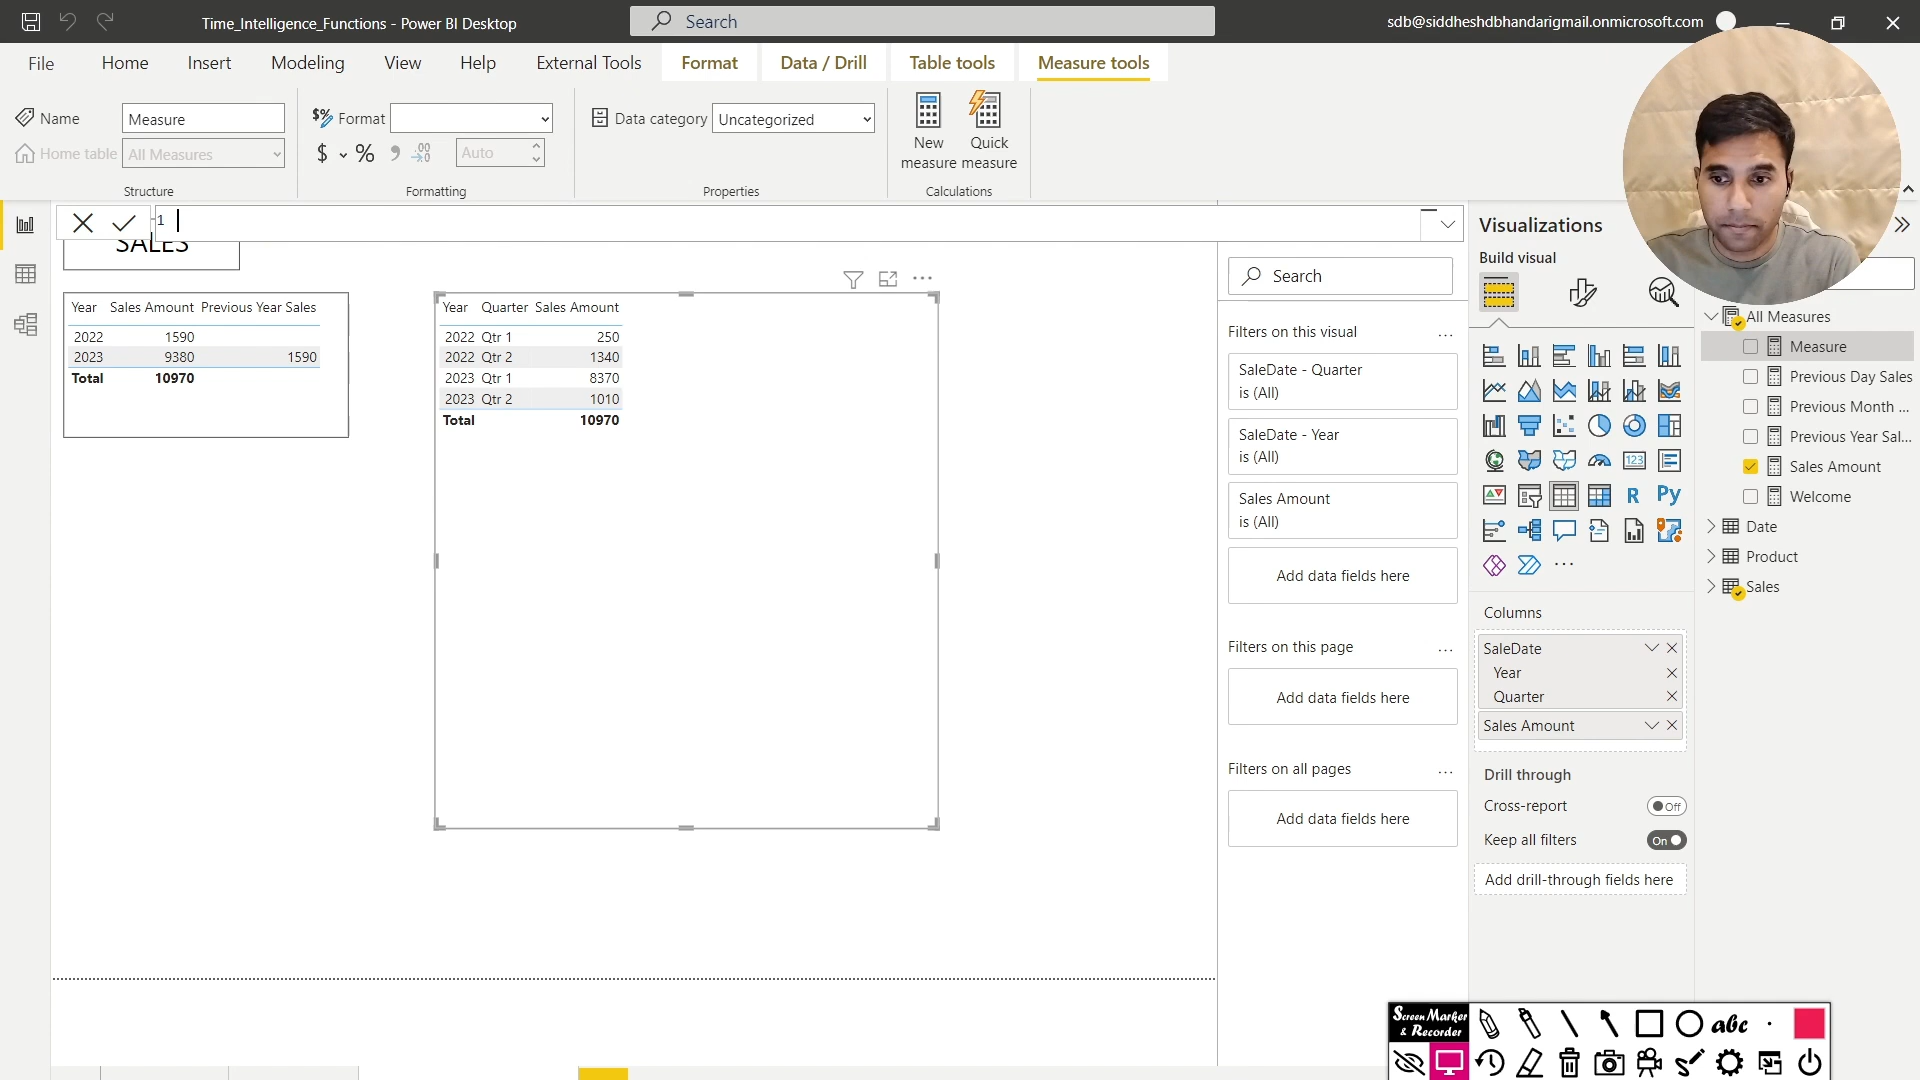 Time_Intelligence_Functions - Power BI Desktop
Search
sdb@siddheshdbhandarigmail.onmicrosoft.com
File Home Insert Modeling View Help External Tools Format Data / Drill Table tools Measure tools
Name Measure
Format
Data category Uncategorized
New measure
Quick measure
Home table All Measures
$ % Auto
Structure Formatting Properties Calculations
1
SALES
Year Sales Amount Previous Year Sales
2022 1590
2023 9380 1590
Total 10970
Year Quarter Sales Amount
2022 Qtr 1 250
2022 Qtr 2 1340
2023 Qtr 1 8370
2023 Qtr 2 1010
Total 10970
Search
Filters on this visual ...
SaleDate - Quarter
is (All)
SaleDate - Year
is (All)
Sales Amount
is (All)
Add data fields here
Filters on this page ...
Add data fields here
Filters on all pages ...
Add data fields here
Visualizations
Build visual
123
R Py
...
Columns
SaleDate
Year
Quarter
Sales Amount
Drill through
Cross-report Off
Keep all filters On
Add drill-through fields here
All Measures
Measure
Previous Day Sales
Previous Month ...
Previous Year Sal...
Sales Amount
Welcome
Date
Product
Sales
Screen Marker
& Recorder
abc